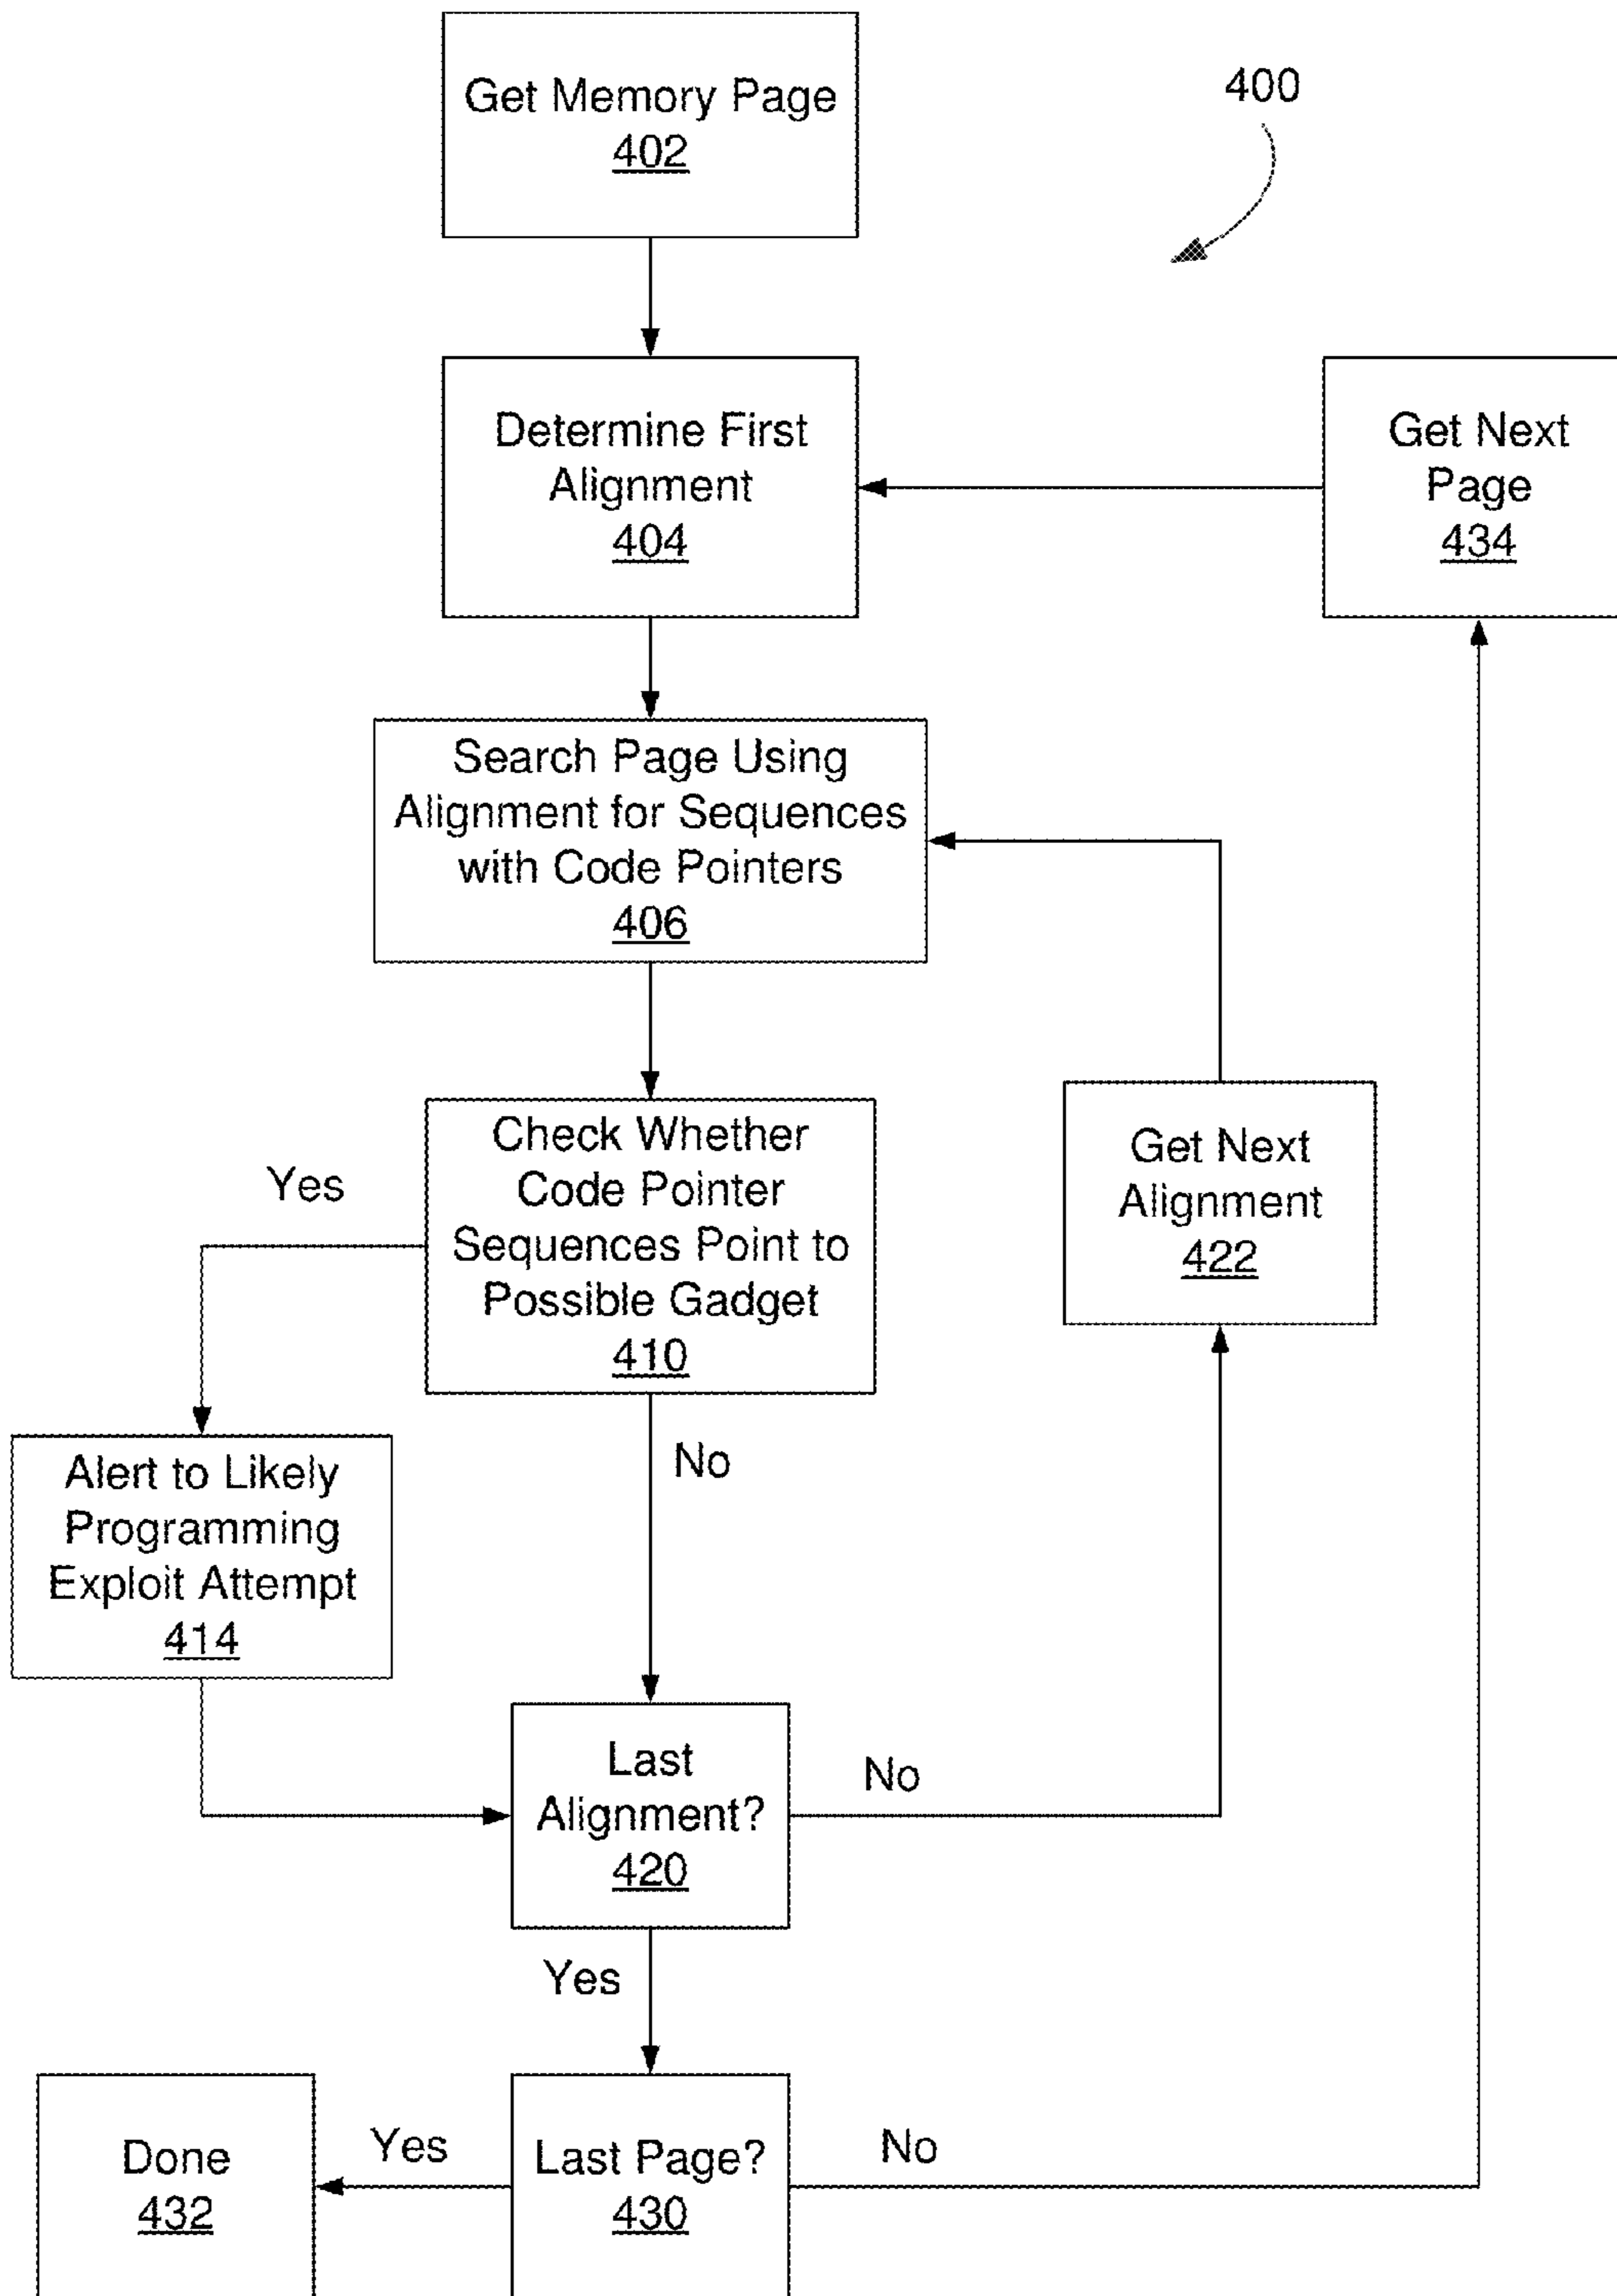 Get Memory Page
402
400
Determine First
Alignment
404
Get Next
Page
434
Search Page Using
Alignment for Sequences
with Code Pointers
406
Check Whether
Code Pointer
Sequences Point to
Possible Gadget
410
Yes
Get Next
Alignment
422
Alert to Likely
Programming
Exploit Attempt
414
No
Last
Alignment?
420
No
Yes
Done
432
Yes
Last Page?
430
No